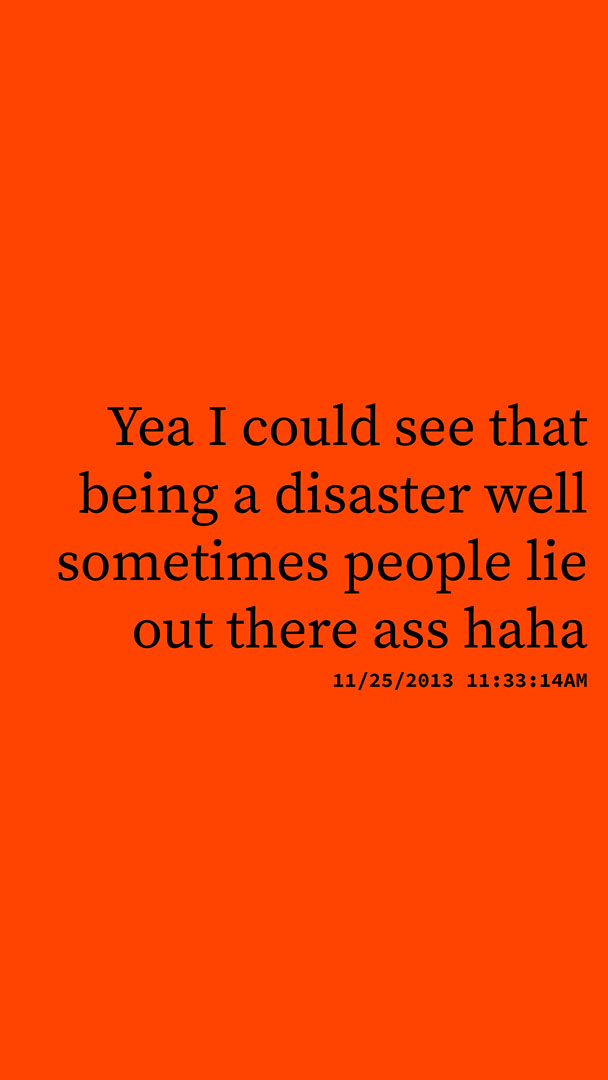 Yea I could see that
being a disaster well
sometimes people lie
out there ass haha
11/25/2013 11:33:14AM